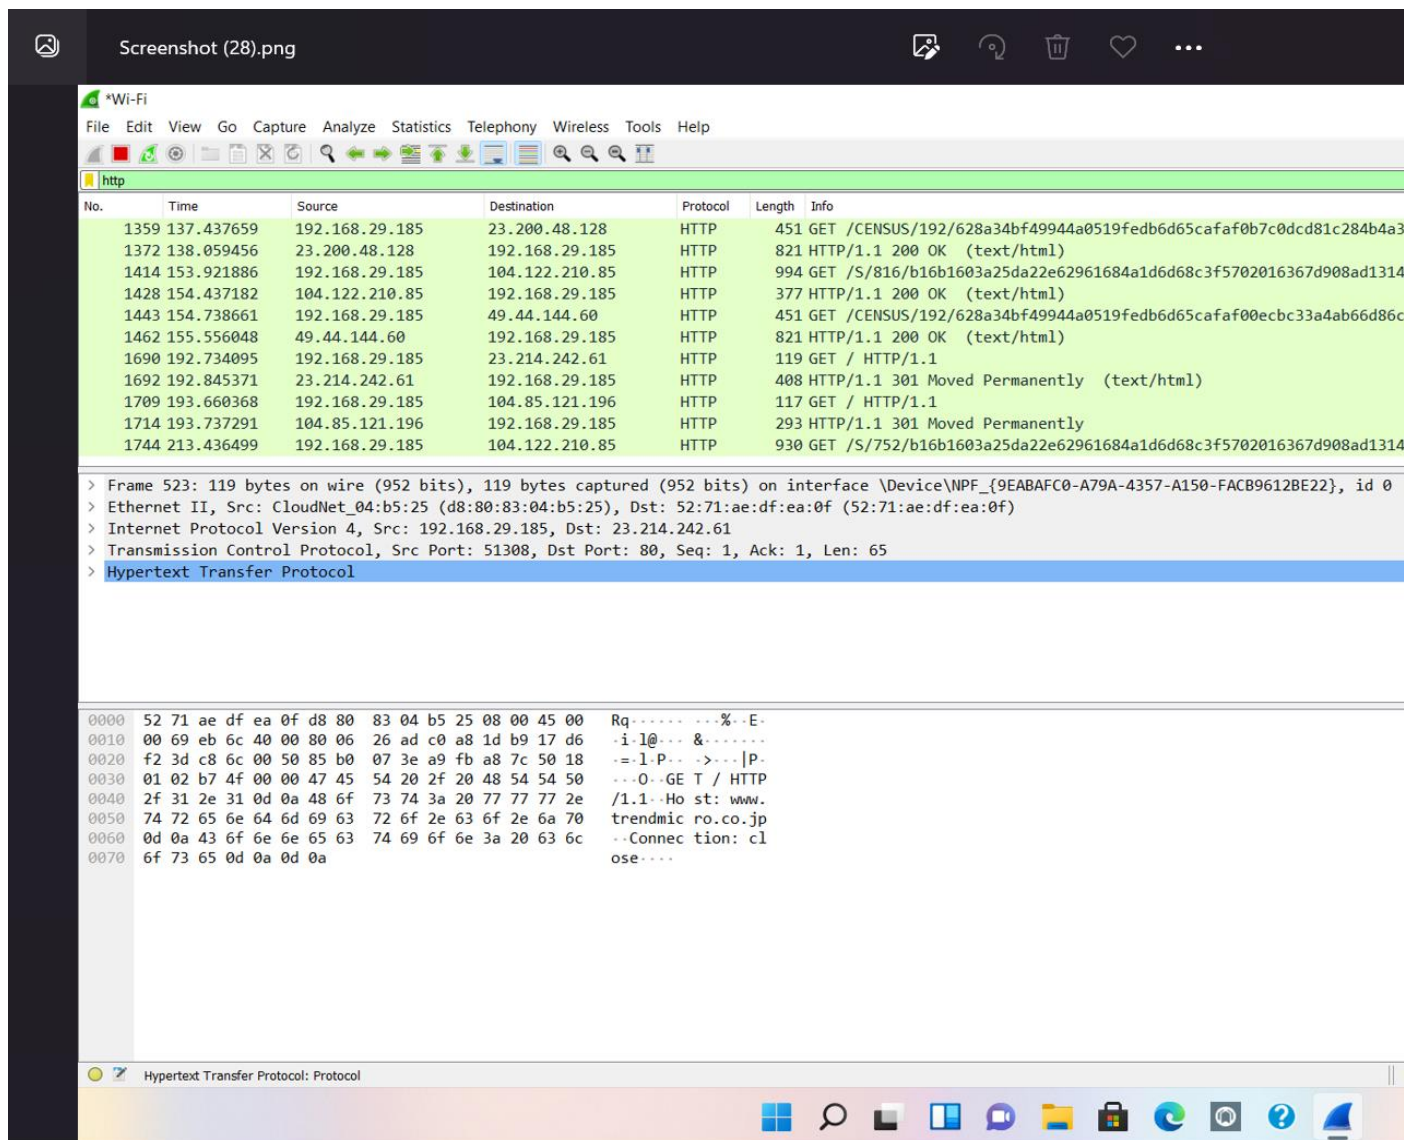 Screenshot (28).png
*Wi-Fi
File Edit View Go Capture Analyze Statistics Telephony Wireless Tools Help
http
No. Time Source Destination Protocol Length Info
1359 137.437659 192.168.29.185 23.200.48.128 HTTP 451 GET /CENSUS/192/628a34bf49944a0519fedb6d65cafaf0b7c0dcd81c284b4a3
1372 138.059456 23.200.48.128 192.168.29.185 HTTP 821 HTTP/1.1 200 OK (text/html)
1414 153.921886 192.168.29.185 104.122.210.85 HTTP 994 GET /S/816/b16b1603a25da22e62961684a1d6d68c3f5702016367d908ad1314
1428 154.437182 104.122.210.85 192.168.29.185 HTTP 377 HTTP/1.1 200 OK (text/html)
1443 154.738661 192.168.29.185 49.44.144.60 HTTP 451 GET /CENSUS/192/628a34bf49944a0519fedb6d65cafaf00ecbc33a4ab66d86c
1462 155.556048 49.44.144.60 192.168.29.185 HTTP 821 HTTP/1.1 200 OK (text/html)
1690 192.734095 192.168.29.185 23.214.242.61 HTTP 119 GET / HTTP/1.1
1692 192.845371 23.214.242.61 192.168.29.185 HTTP 408 HTTP/1.1 301 Moved Permanently (text/html)
1709 193.660368 192.168.29.185 104.85.121.196 HTTP 117 GET / HTTP/1.1
1714 193.737291 104.85.121.196 192.168.29.185 HTTP 293 HTTP/1.1 301 Moved Permanently
1744 213.436499 192.168.29.185 104.122.210.85 HTTP 930 GET /S/752/b16b1603a25da22e62961684a1d6d68c3f5702016367d908ad1314
> Frame 523: 119 bytes on wire (952 bits), 119 bytes captured (952 bits) on interface \Device\NPF_{9EABAFC0-A79A-4357-A150-FACB9612BE22}, id 0
> Ethernet II, Src: CloudNet_04:b5:25 (d8:80:83:04:b5:25), Dst: 52:71:ae:df:ea:0f (52:71:ae:df:ea:0f)
> Internet Protocol Version 4, Src: 192.168.29.185, Dst: 23.214.242.61
> Transmission Control Protocol, Src Port: 51308, Dst Port: 80, Seq: 1, Ack: 1, Len: 65
> Hypertext Transfer Protocol
0000 52 71 ae df ea 0f d8 80 83 04 b5 25 08 00 45 00 Rq······ ···%··E·
0010 00 69 eb 6c 40 00 80 06 26 ad c0 a8 1d b9 17 d6 ·i·l@··· &·······
0020 f2 3d c8 6c 00 50 85 b0 07 3e a9 fb a8 7c 50 18 ·=·l·P·· ·>···|P·
0030 01 02 b7 4f 00 00 47 45 54 20 2f 20 48 54 54 50 ···O··GE T / HTTP
0040 2f 31 2e 31 0d 0a 48 6f 73 74 3a 20 77 77 77 2e /1.1··Ho st: www.
0050 74 72 65 6e 64 6d 69 63 72 6f 2e 63 6f 2e 6a 70 trendmic ro.co.jp
0060 0d 0a 43 6f 6e 6e 65 63 74 69 6f 6e 3a 20 63 6c ··Connec tion: cl
0070 6f 73 65 0d 0a 0d 0a ose····
Hypertext Transfer Protocol: Protocol